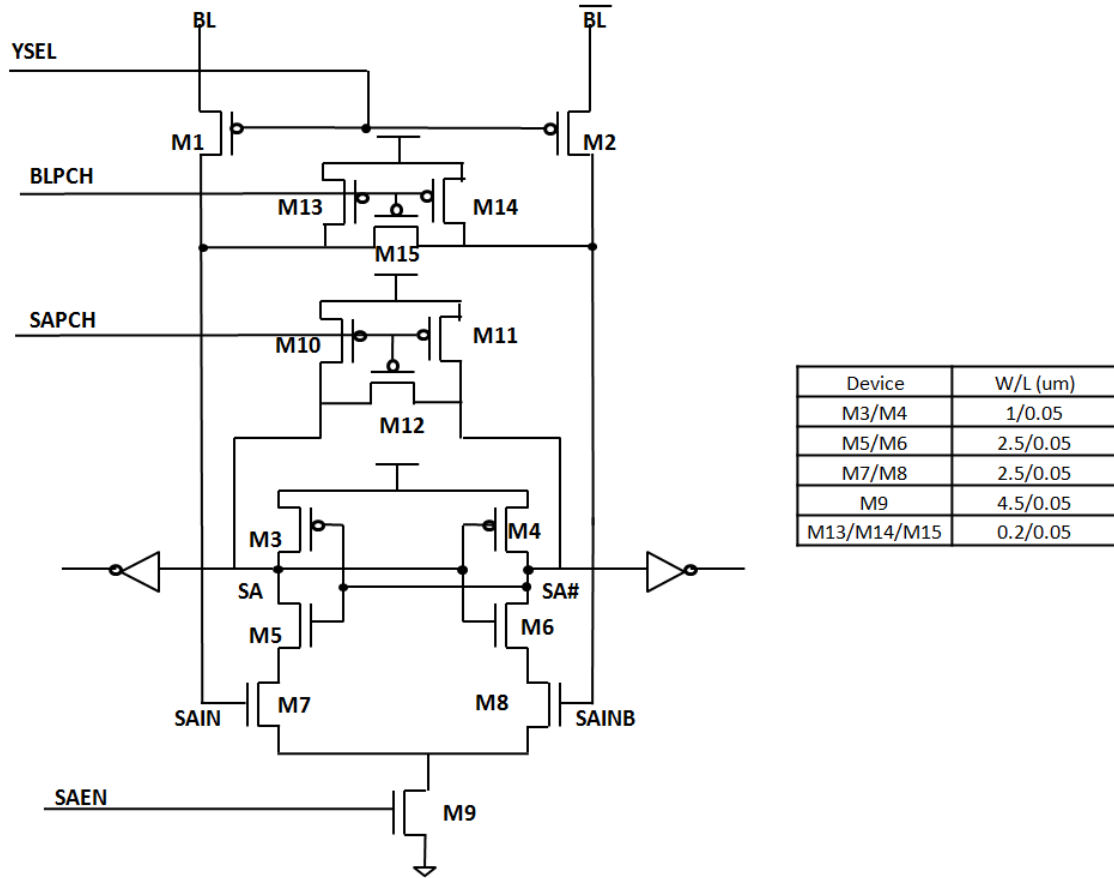 BL
BL
YSEL
M1
M2
BLPCH
M13
M14
M15
SAPCH
M10
M11
M12
M3
M4
SA
SA#
M5
M6
M7
M8
SAIN
SAINB
SAEN
M9
Device W/L (um)
M3/M4 1/0.05
M5/M6 2.5/0.05
M7/M8 2.5/0.05
M9 4.5/0.05
M13/M14/M15 0.2/0.05